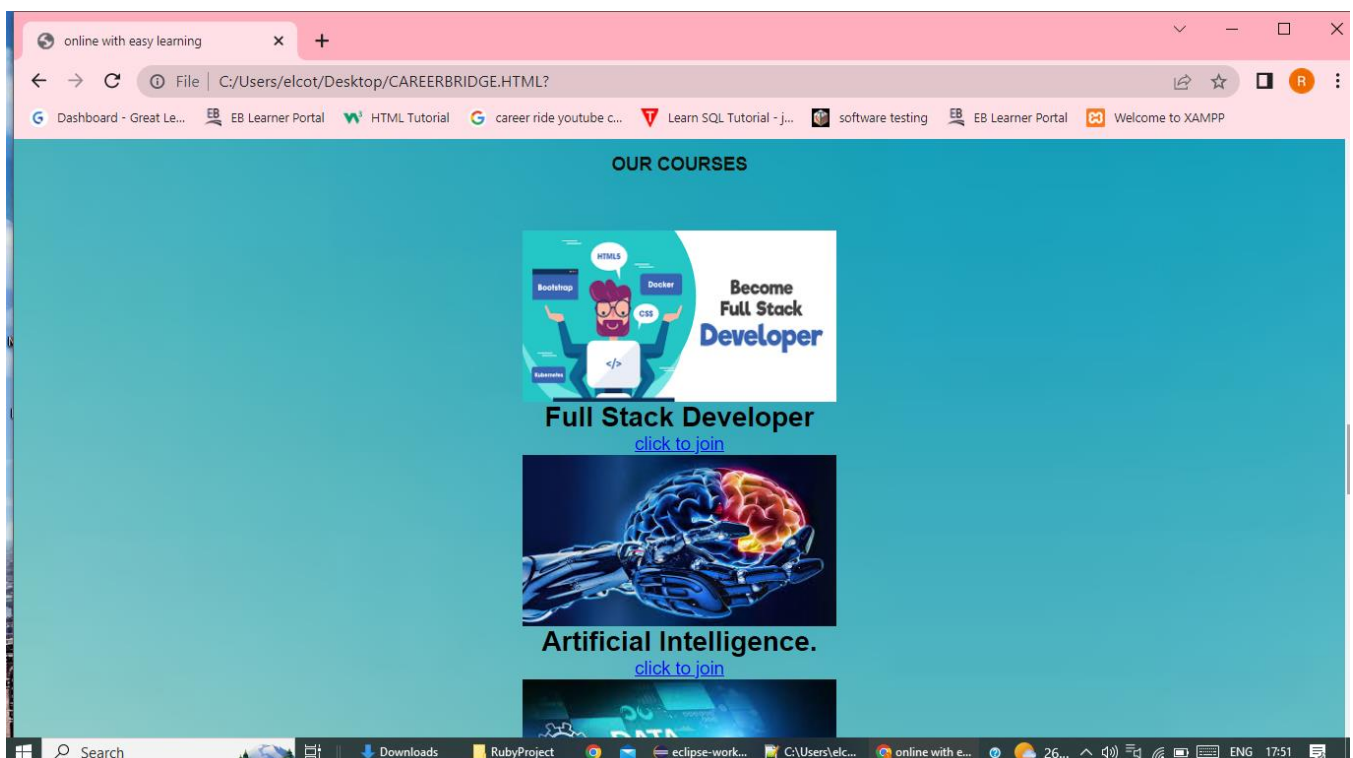 online with easy learning
File C:/Users/elcot/Desktop/CAREERBRIDGE.HTML?
R
Dashboard - Great Le... EB Learner Portal HTML Tutorial career ride youtube c... Learn SQL Tutorial - j... software testing EB Learner Portal Welcome to XAMPP
OUR COURSES
HTML5
Bootstrap
Docker
CSS
</>
Kubernetes
Become
Full Stack
Developer
Full Stack Developer
click to join
Artificial Intelligence.
click to join
DATA
Search Downloads RubyProject eclipse-work... C:\Users\elc... online with e... 26... ENG 17:51